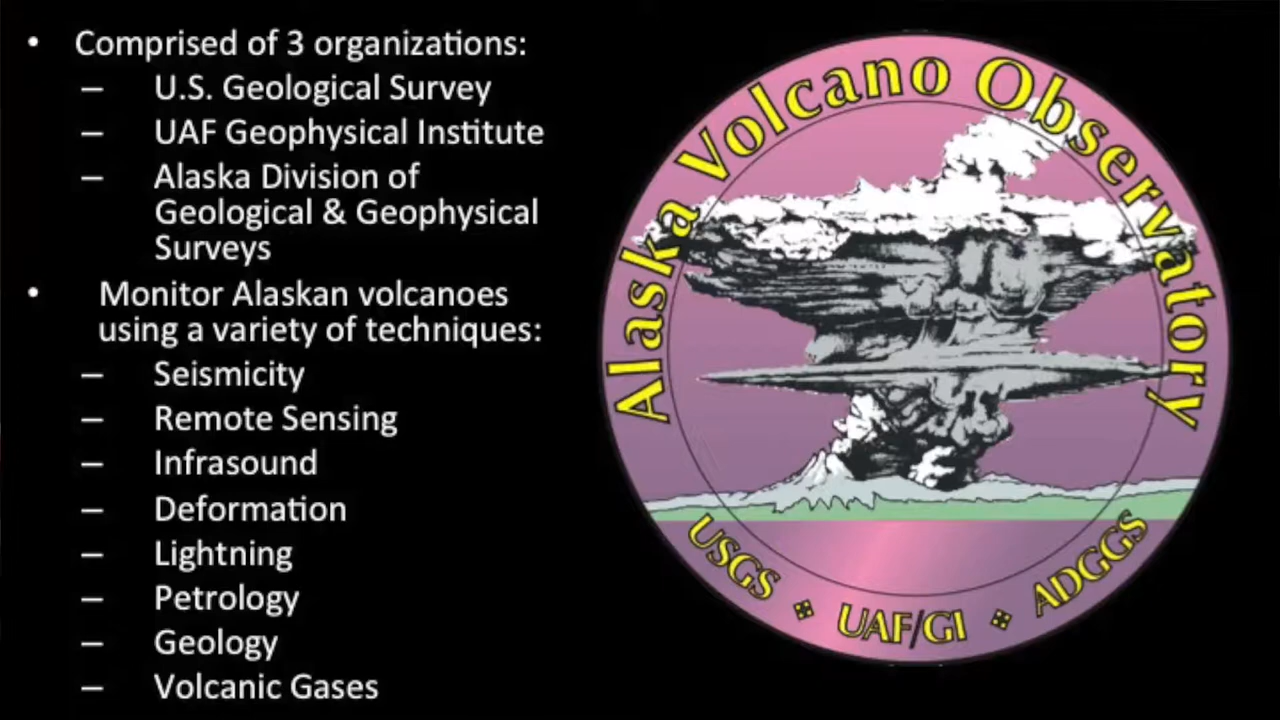 • Comprised of 3 organizations:
– U.S. Geological Survey
– UAF Geophysical Institute
– Alaska Division of
Geological & Geophysical
Surveys
• Monitor Alaskan volcanoes
using a variety of techniques:
– Seismicity
– Remote Sensing
– Infrasound
– Deformation
– Lightning
– Petrology
– Geology
– Volcanic Gases
Alaska Volcano Observatory
USGS ❖ UAF/GI ❖ ADGGS